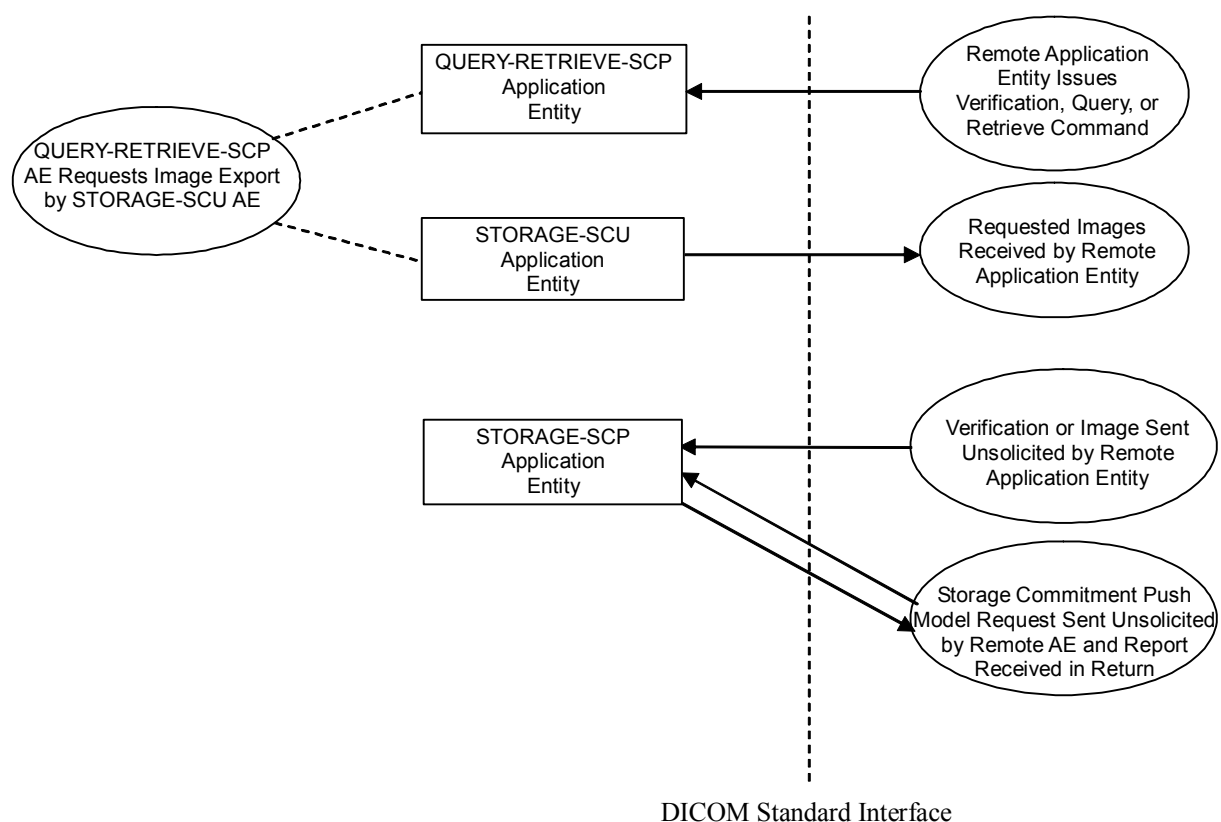 QUERY-RETRIEVE-SCP
Application
Entity
Remote Application
Entity Issues
Verification, Query, or
Retrieve Command
QUERY-RETRIEVE-SCP
AE Requests Image Export
by STORAGE-SCU AE
STORAGE-SCU
Application
Entity
Requested Images
Received by Remote
Application Entity
STORAGE-SCP
Application
Entity
Verification or Image Sent
Unsolicited by Remote
Application Entity
Storage Commitment Push
Model Request Sent Unsolicited
by Remote AE and Report
Received in Return
DICOM Standard Interface